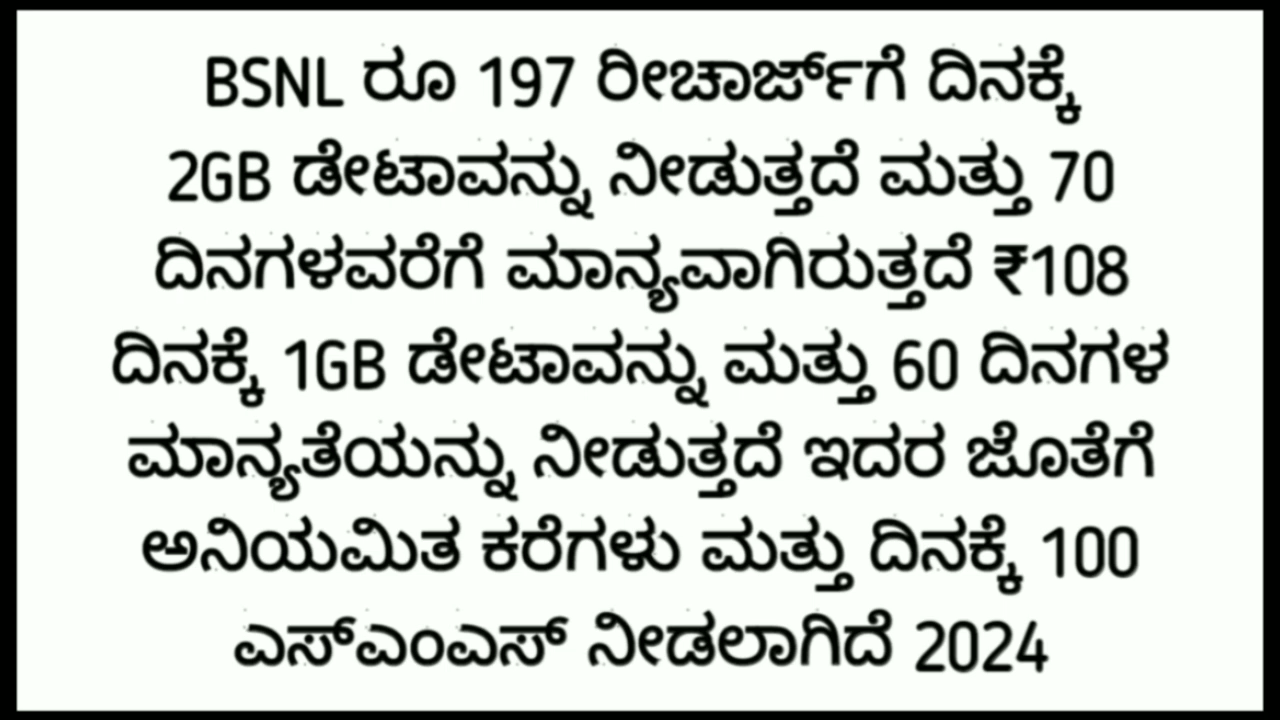 BSNL ರೂ 197 ರೀಚಾರ್ಜ್‌ಗೆ ದಿನಕ್ಕೆ
2GB ಡೇಟಾವನ್ನು ನೀಡುತ್ತದೆ ಮತ್ತು 70
ದಿನಗಳವರೆಗೆ ಮಾನ್ಯವಾಗಿರುತ್ತದೆ ₹108
ದಿನಕ್ಕೆ 1GB ಡೇಟಾವನ್ನು ಮತ್ತು 60 ದಿನಗಳ
ಮಾನ್ಯತೆಯನ್ನು ನೀಡುತ್ತದೆ ಇದರ ಜೊತೆಗೆ
ಅನಿಯಮಿತ ಕರೆಗಳು ಮತ್ತು ದಿನಕ್ಕೆ 100
ಎಸ್‌ಎಂಎಸ್ ನೀಡಲಾಗಿದೆ 2024